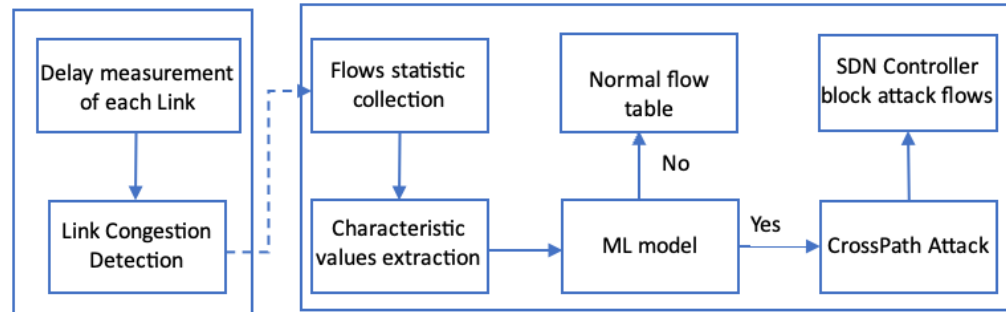 Delay measurement
of each Link
Link Congestion
Detection
Flows statistic
collection
Characteristic
values extraction
Normal flow
table
No
ML model
Yes
SDN Controller
block attack flows
CrossPath Attack